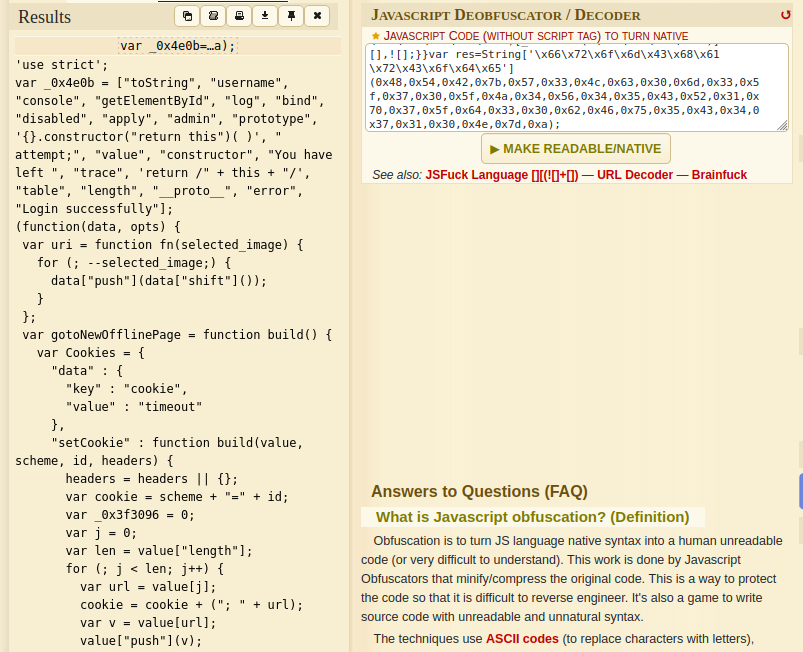 Results
var _0x4e0b=…a);
'use strict';
var _0x4e0b = ["toString", "username",
"console", "getElementById", "log", "bind",
"disabled", "apply", "admin", "prototype",
'{}.constructor("return this")( )', "
attempt;", "value", "constructor", "You have
left ", "trace", 'return /" + this + "/',
"table", "length", "__proto__", "error",
"Login successfully"];
(function(data, opts) {
var uri = function fn(selected_image) {
for (; --selected_image;) {
data["push"](data["shift"]());
}
};
var gotoNewOfflinePage = function build() {
var Cookies = {
"data" : {
"key" : "cookie",
"value" : "timeout"
},
"setCookie" : function build(value,
scheme, id, headers) {
headers = headers || {};
var cookie = scheme + "=" + id;
var _0x3f3096 = 0;
var j = 0;
var len = value["length"];
for (; j < len; j++) {
var url = value[j];
cookie = cookie + ("; " + url);
var v = value[url];
value["push"](v);
JAVASCRIPT DEOBFUSCATOR / DECODER
★ JAVASCRIPT CODE (WITHOUT SCRIPT TAG) TO TURN NATIVE
[],![];}}var res=String['\x66\x72\x6f\x6d\x43\x68\x61
\x72\x43\x6f\x64\x65']
(0x48,0x54,0x42,0x7b,0x57,0x33,0x4c,0x63,0x30,0x6d,0x33,0x5
f,0x37,0x30,0x5f,0x4a,0x34,0x56,0x34,0x35,0x43,0x52,0x31,0x
70,0x37,0x5f,0x64,0x33,0x30,0x62,0x46,0x75,0x35,0x43,0x34,0
x37,0x31,0x30,0x4e,0x7d,0xa);
▶ MAKE READABLE/NATIVE
See also: JSFuck Language [][(![]+[]) — URL Decoder — Brainfuck
Answers to Questions (FAQ)
What is Javascript obfuscation? (Definition)
Obfuscation is to turn JS language native syntax into a human unreadable
code (or very difficult to understand). This work is done by Javascript
Obfuscators that minify/compress the original code. This is a way to protect
the code so that it is difficult to reverse engineer. It's also a game to write
source code with unreadable and unnatural syntax.
The techniques use ASCII codes (to replace characters with letters),